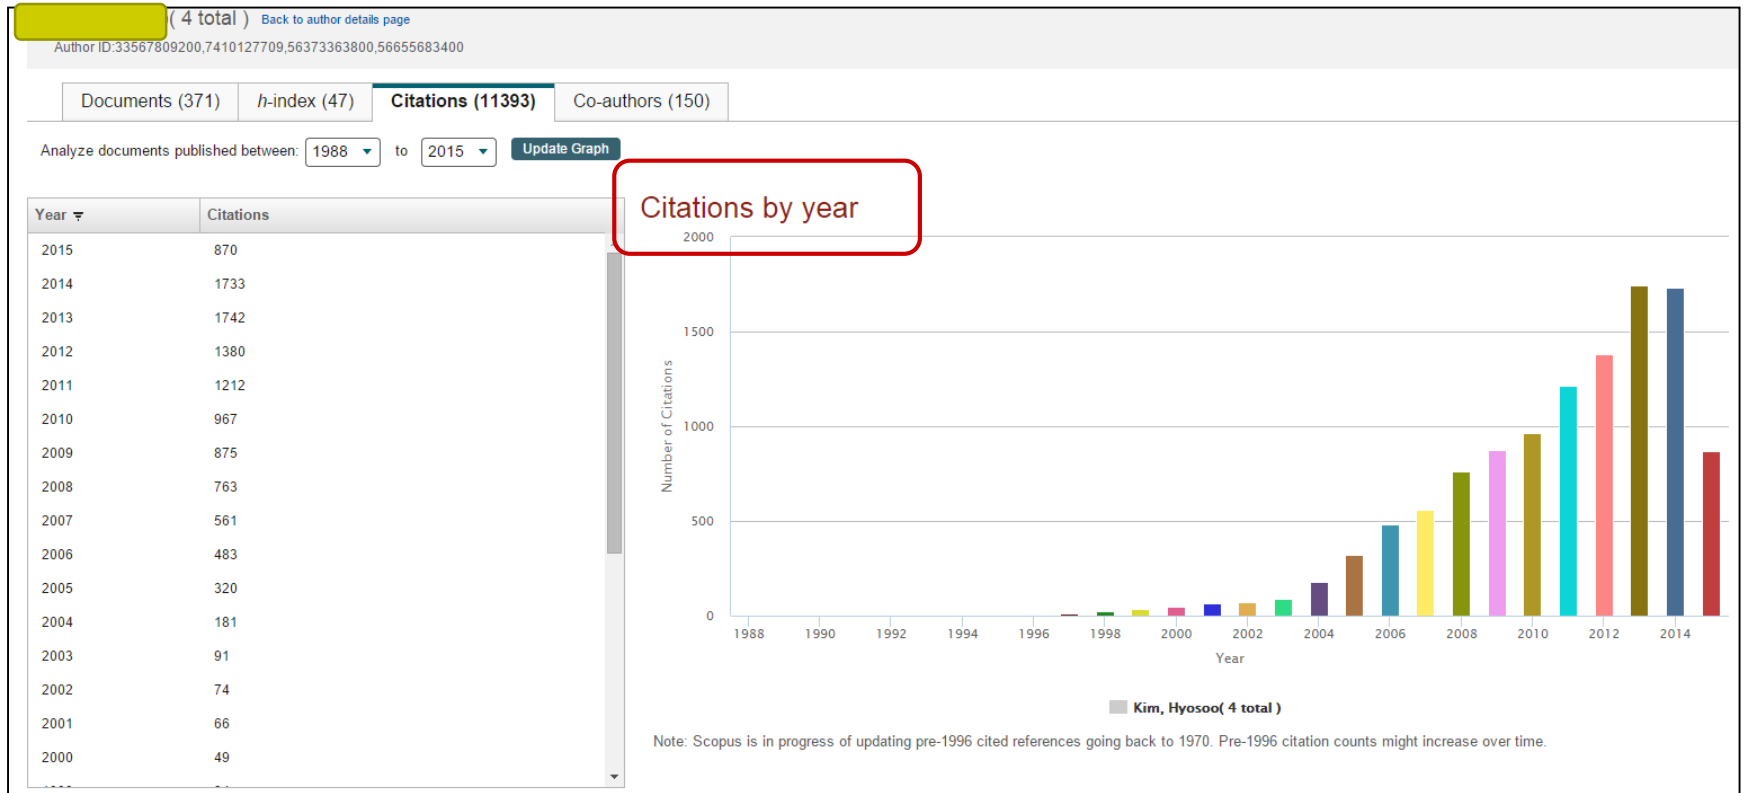 ( 4 total ) Back to author details page
Author ID:33567809200,7410127709,56373363800,56655683400
Documents (371) h-index (47) Citations (11393) Co-authors (150)
Analyze documents published between: 1988 to 2015 Update Graph
Year Citations
2015 870
2014 1733
2013 1742
2012 1380
2011 1212
2010 967
2009 875
2008 763
2007 561
2006 483
2005 320
2004 181
2003 91
2002 74
2001 66
2000 49
Citations by year
2000
1500
1000
500
0
Number of Citations
1988 1990 1992 1994 1996 1998 2000 2002 2004 2006 2008 2010 2012 2014
Year
Kim, Hyosoo( 4 total )
Note: Scopus is in progress of updating pre-1996 cited references going back to 1970. Pre-1996 citation counts might increase over time.